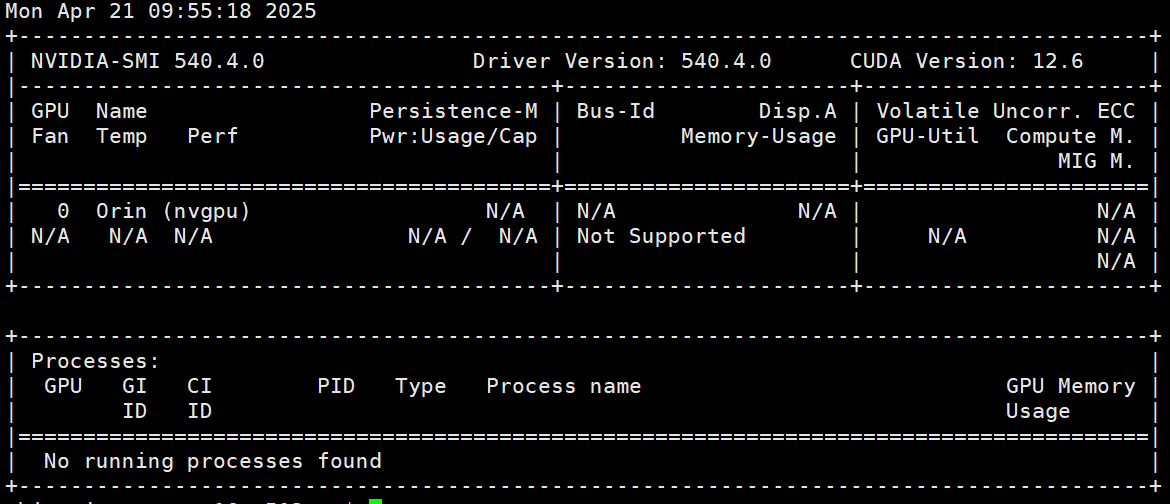 Mon Apr 21 09:55:18 2025
+---------------------------------------------------------------------------------------+
| NVIDIA-SMI 540.4.0                Driver Version: 540.4.0      CUDA Version: 12.6     |
|-----------------------------------------+----------------------+----------------------+
| GPU  Name                 Persistence-M | Bus-Id        Disp.A | Volatile Uncorr. ECC |
| Fan  Temp   Perf          Pwr:Usage/Cap |         Memory-Usage | GPU-Util  Compute M. |
|                                         |                      |               MIG M. |
|=========================================+======================+======================|
|   0  Orin (nvgpu)                  N/A  | N/A              N/A |                  N/A |
| N/A   N/A  N/A               N/A /  N/A | Not Supported        |     N/A          N/A |
|                                         |                      |                  N/A |
+-----------------------------------------+----------------------+----------------------+
+---------------------------------------------------------------------------------------+
| Processes:                                                                            |
|  GPU   GI   CI        PID   Type   Process name                            GPU Memory |
|        ID   ID                                                             Usage      |
|=======================================================================================|
|  No running processes found                                                           |
+---------------------------------------------------------------------------------------+